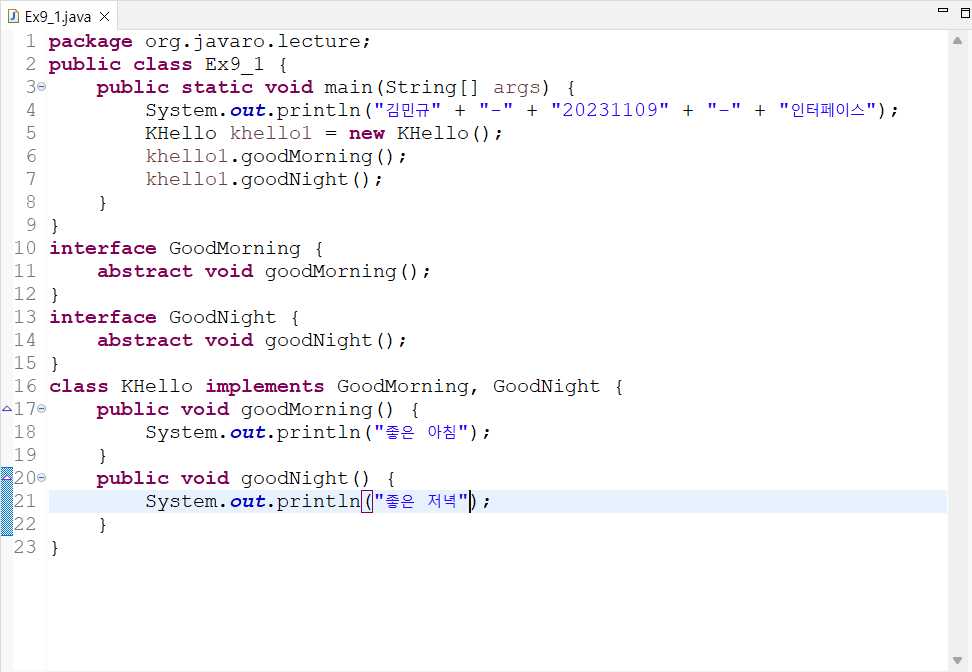 Ex9_1.java
1 package org.javaro.lecture;
2 public class Ex9_1 {
3 public static void main(String[] args) {
4 System.out.println("김민규" + "-" + "20231109" + "-" + "인터페이스");
5 KHello khello1 = new KHello();
6 khello1.goodMorning();
7 khello1.goodNight();
8 }
9 }
10 interface GoodMorning {
11 abstract void goodMorning();
12 }
13 interface GoodNight {
14 abstract void goodNight();
15 }
16 class KHello implements GoodMorning, GoodNight {
17 public void goodMorning() {
18 System.out.println("좋은 아침");
19 }
20 public void goodNight() {
21 System.out.println("좋은 저녁");
22 }
23 }